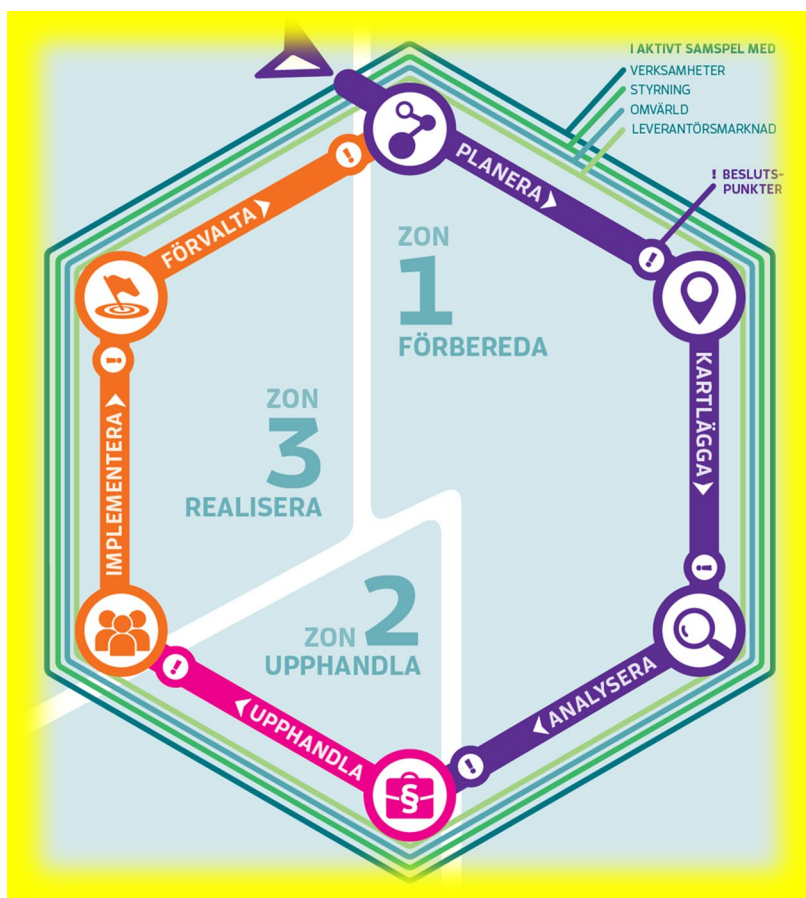 I AKTIVT SAMSPEL MED
VERKSAMHETER
STYRNING
OMVÄRLD
LEVERANTÖRSMARKNAD
! BESLUTS-
PUNKTER
PLANERA
!
KARTLÄGGA
!
ANALYSERA
!
§
UPPHANDLA
!
IMPLEMENTERA
!
FÖRVALTA
!
ZON
1
FÖRBEREDA
ZON
3
REALISERA
ZON 2
UPPHANDLA